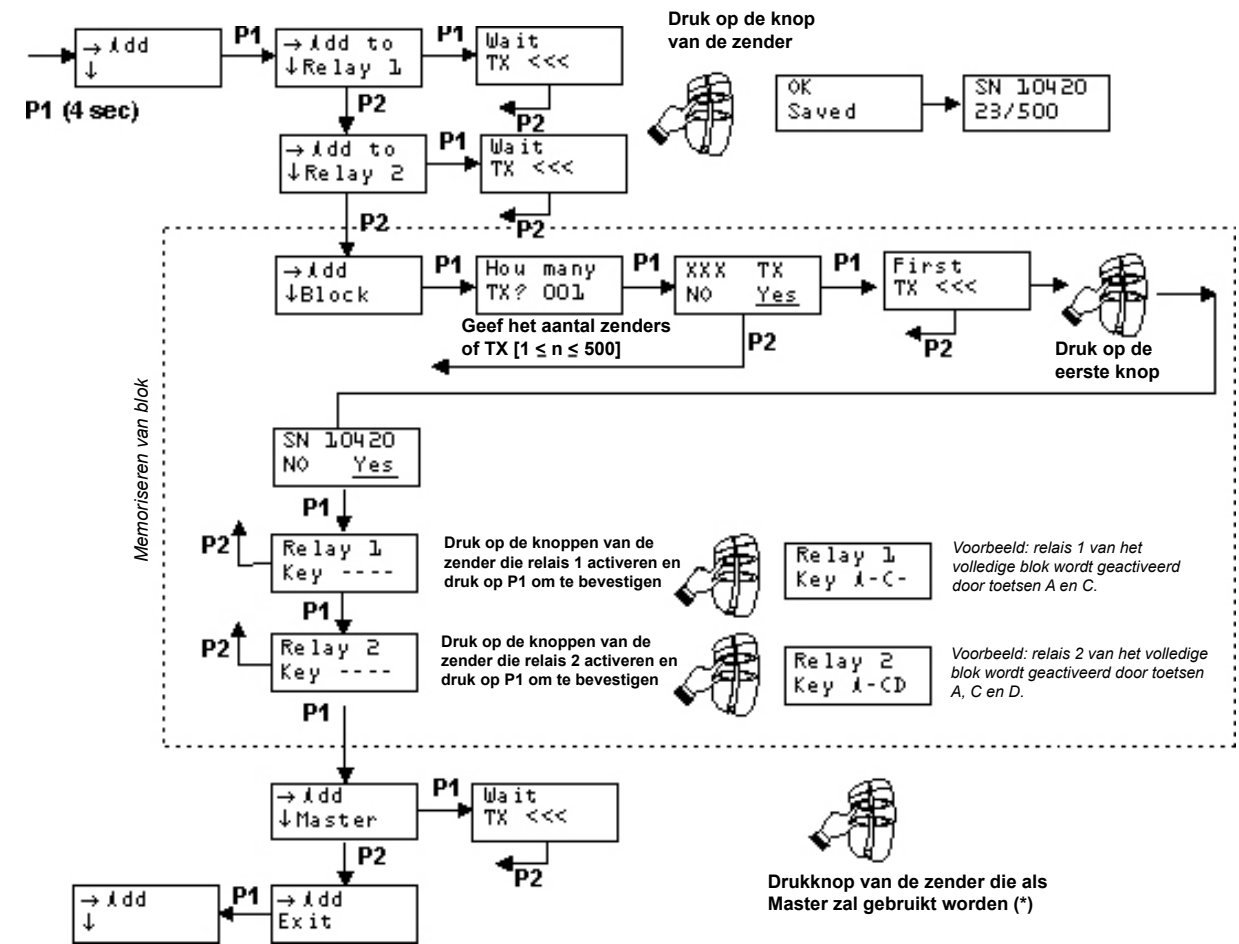 Druk op de knop
van de zender
→ Add
↓
P1
→ Add to
↓Relay 1
P1
Wait
TX <<<
OK
Saved
SN 10420
23/500
P1 (4 sec)
P2
P2
→ Add to
↓Relay 2
P1
Wait
TX <<<
P2
P2
Memoriseren van blok
→ Add
↓Block
P1
How many
TX? 001
P1
XXX TX
NO Yes
P1
First
TX <<<
Geef het aantal zenders
of TX [1 ≤ n ≤ 500]
P2
P2
Druk op de
eerste knop
SN 10420
NO Yes
P1
P2
Relay 1
Key ----
Druk op de knoppen van de
zender die relais 1 activeren en
druk op P1 om te bevestigen
Relay 1
Key A-C-
Voorbeeld: relais 1 van het
volledige blok wordt geactiveerd
door toetsen A en C.
P1
P2
Relay 2
Key ----
Druk op de knoppen van de
zender die relais 2 activeren en
druk op P1 om te bevestigen
Relay 2
Key A-CD
Voorbeeld: relais 2 van het volledige
blok wordt geactiveerd door toetsen
A, C en D.
P1
→ Add
↓Master
P1
Wait
TX <<<
P2
P2
Drukknop van de zender die als
Master zal gebruikt worden (*)
→ Add
↓
P1
→ Add
Exit